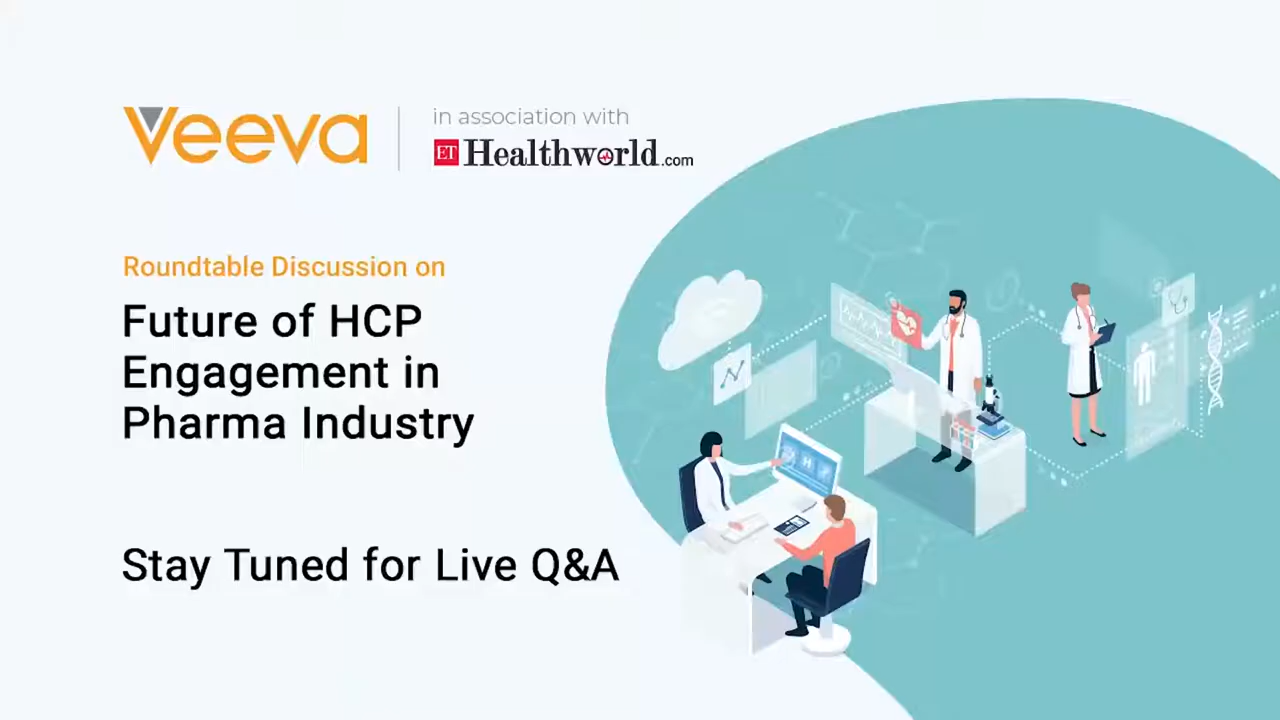 Veeva
in association with
ET Healthworld.com
Roundtable Discussion on
Future of HCP
Engagement in
Pharma Industry
Stay Tuned for Live Q&A